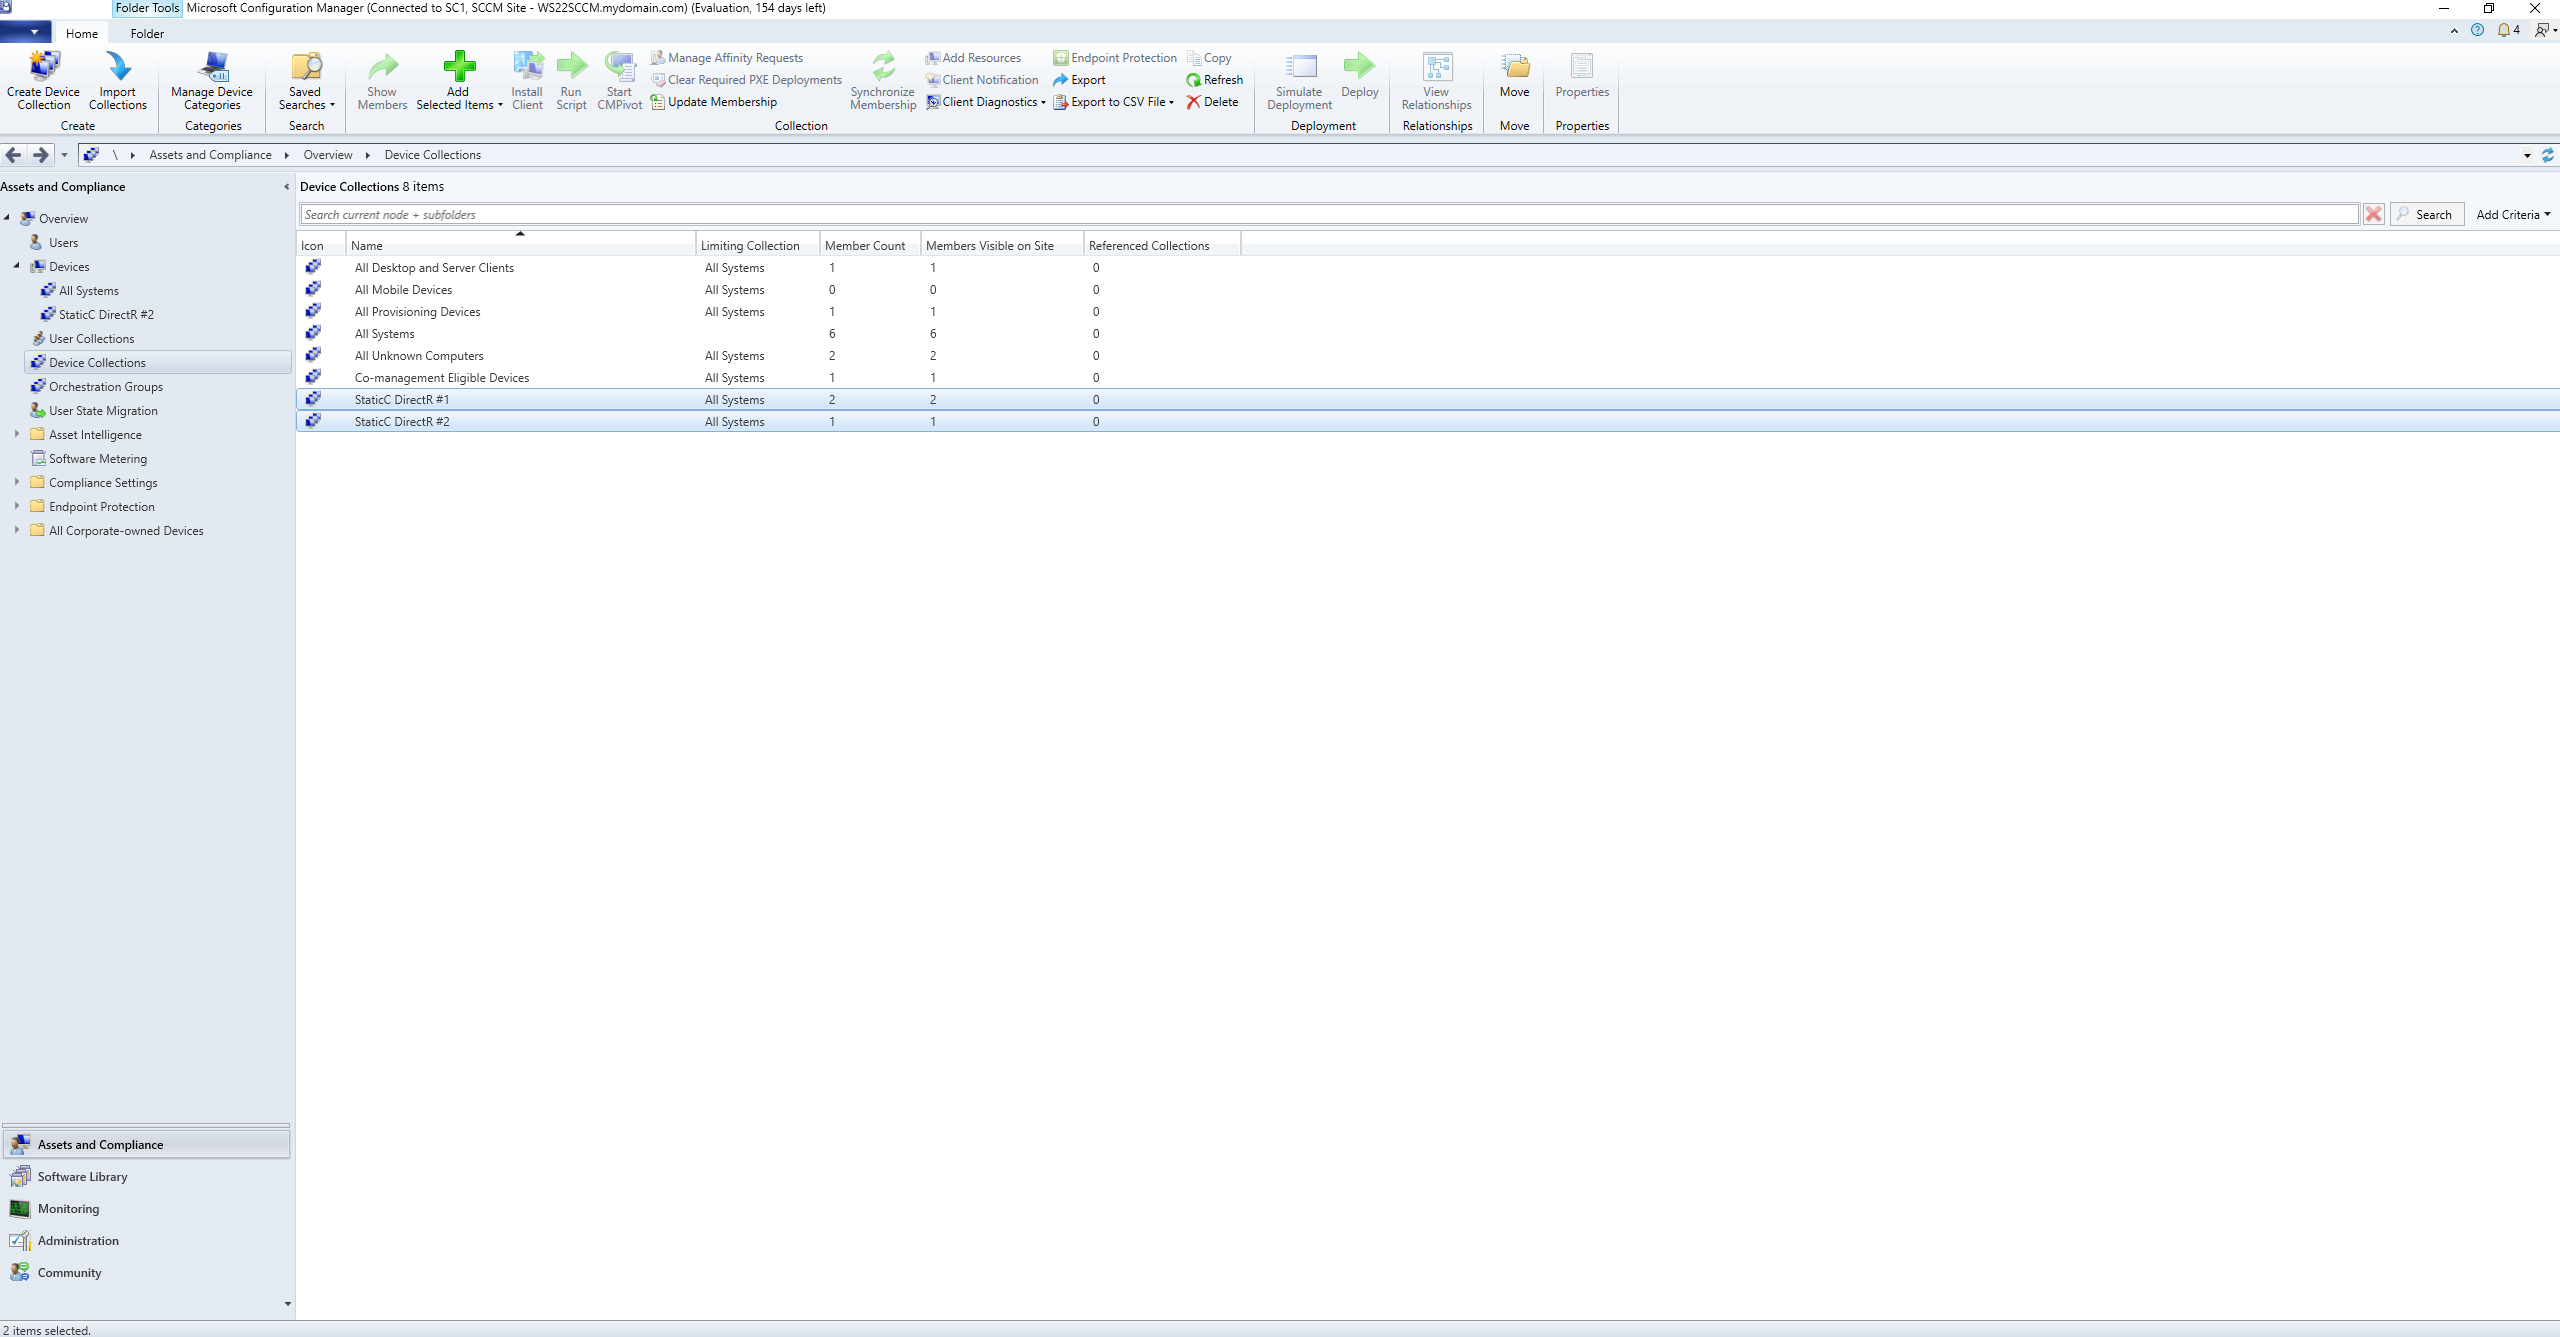 Folder Tools Microsoft Configuration Manager (Connected to SC1, SCCM Site - WS22SCCM.mydomain.com) (Evaluation, 154 days left)
Home Folder
4
Create Device Collection
Import Collections
Create
Manage Device Categories
Categories
Saved Searches
Search
Show Members
Add Selected Items
Install Client
Run Script
Start CMPivot
Manage Affinity Requests
Clear Required PXE Deployments
Update Membership
Synchronize Membership
Add Resources
Client Notification
Client Diagnostics
Endpoint Protection
Export
Export to CSV File
Copy
Refresh
Delete
Collection
Simulate Deployment
Deploy
Deployment
View Relationships
Relationships
Move
Move
Properties
Properties
\ Assets and Compliance Overview Device Collections
Assets and Compliance
Overview
Users
Devices
All Systems
StaticC DirectR #2
User Collections
Device Collections
Orchestration Groups
User State Migration
Asset Intelligence
Software Metering
Compliance Settings
Endpoint Protection
All Corporate-owned Devices
Assets and Compliance
Software Library
Monitoring
Administration
Community
Device Collections 8 items
Search current node + subfolders
Search Add Criteria
Icon Name Limiting Collection Member Count Members Visible on Site Referenced Collections
All Desktop and Server Clients All Systems 1 1 0
All Mobile Devices All Systems 0 0 0
All Provisioning Devices All Systems 1 1 0
All Systems 6 6 0
All Unknown Computers All Systems 2 2 0
Co-management Eligible Devices All Systems 1 1 0
StaticC DirectR #1 All Systems 2 2 0
StaticC DirectR #2 All Systems 1 1 0
2 items selected.